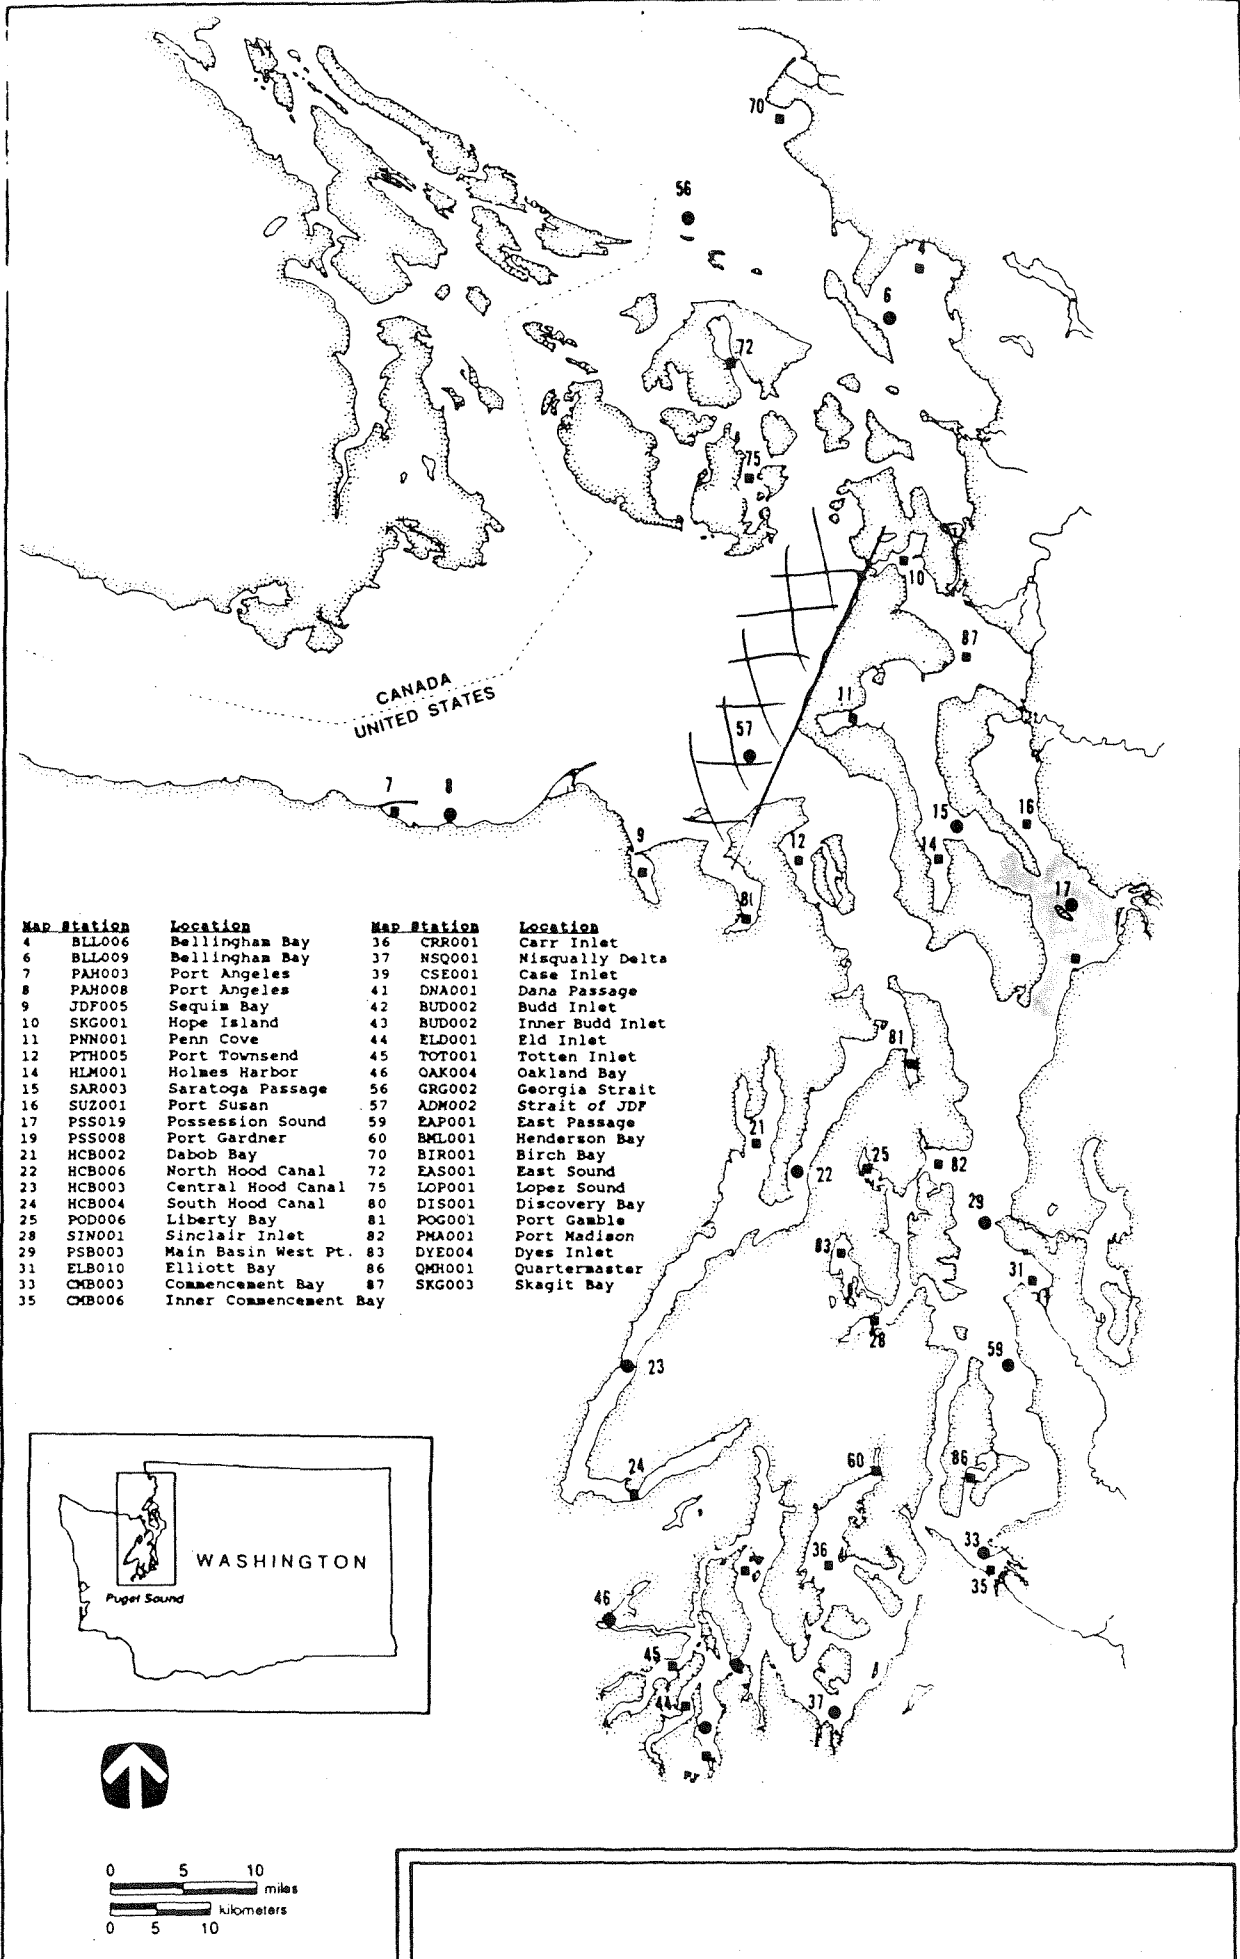 70
56
4
6
72
75
10
87
CANADA
UNITED STATES
11
57
7
8
9
12
15
16
14
17
80
Map Station Location Map Station Location
4 BLL006 Bellingham Bay 36 CRR001 Carr Inlet
6 BLL009 Bellingham Bay 37 NSQ001 Nisqually Delta
7 PAH003 Port Angeles 39 CSE001 Case Inlet
8 PAH008 Port Angeles 41 DNA001 Dana Passage
9 JDF005 Sequim Bay 42 BUD002 Budd Inlet
10 SKG001 Hope Island 43 BUD002 Inner Budd Inlet
11 PNN001 Penn Cove 44 ELD001 Eld Inlet
12 PTH005 Port Townsend 45 TOT001 Totten Inlet
14 HLM001 Holmes Harbor 46 OAK004 Oakland Bay
15 SAR003 Saratoga Passage 56 GRG002 Georgia Strait
16 SUZ001 Port Susan 57 ADM002 Strait of JDF
17 PSS019 Possession Sound 59 EAP001 East Passage
19 PSS008 Port Gardner 60 BML001 Henderson Bay
21 HCB002 Dabob Bay 70 BIR001 Birch Bay
22 HCB006 North Hood Canal 72 EAS001 East Sound
23 HCB003 Central Hood Canal 75 LOP001 Lopez Sound
24 HCB004 South Hood Canal 80 DIS001 Discovery Bay
25 POD006 Liberty Bay 81 POG001 Port Gamble
28 SIN001 Sinclair Inlet 82 PMA001 Port Madison
29 PSB003 Main Basin West Pt. 83 DYE004 Dyes Inlet
31 ELB010 Elliott Bay 86 QMH001 Quartermaster
33 CMB003 Commencement Bay 87 SKG003 Skagit Bay
35 CMB006 Inner Commencement Bay
81
21
22
25
82
29
83
31
28
59
23
24
60
86
33
36
35
46
45
44
37
WASHINGTON
Puget Sound
0 5 10
miles
kilometers
0 5 10